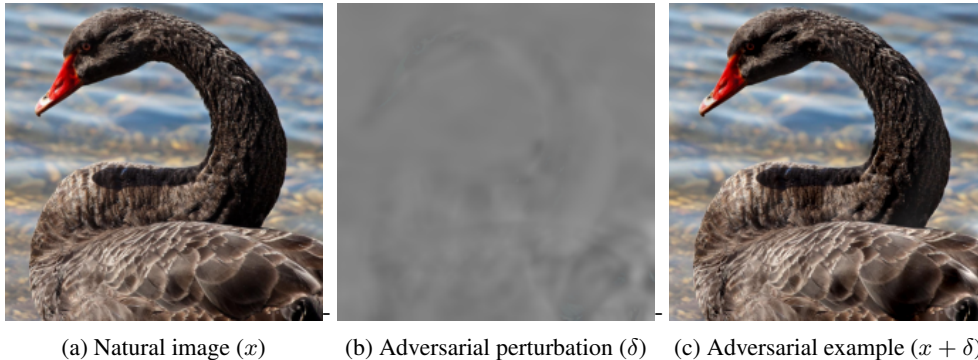 (a) Natural image (x)
(b) Adversarial perturbation (δ)
(c) Adversarial example (x + δ